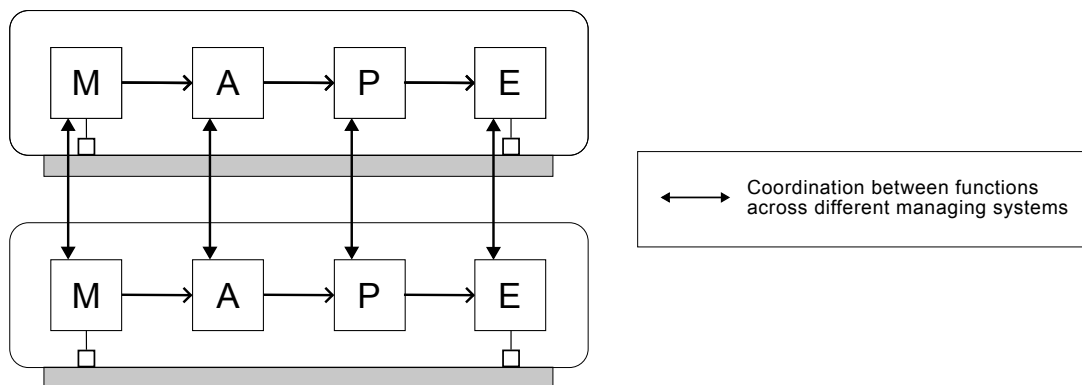 M A P E
M A P E
Coordination between functions
across different managing systems